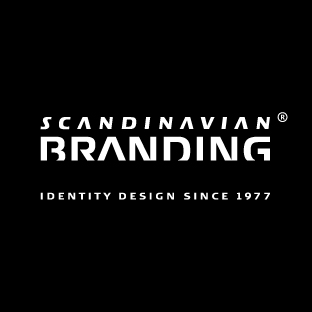 SCANDINAVIAN®
BRANDING
IDENTITY DESIGN SINCE 1977